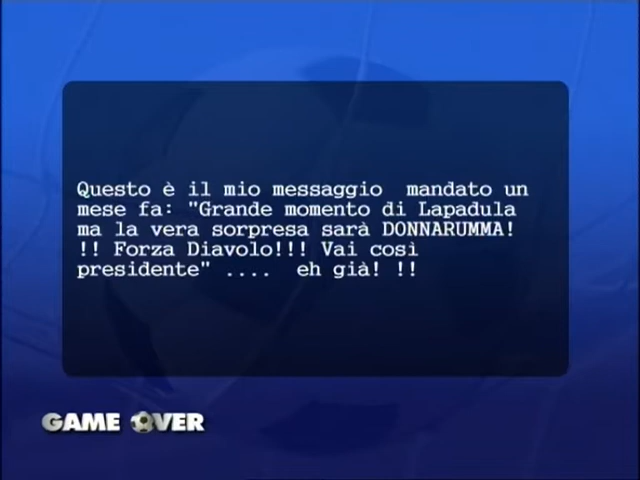 Questo è il mio messaggio  mandato un
mese fa: "Grande momento di Lapadula
ma la vera sorpresa sarà DONNARUMMA!
!! Forza Diavolo!!! Vai così
presidente" ....  eh già! !!
GAME OVER